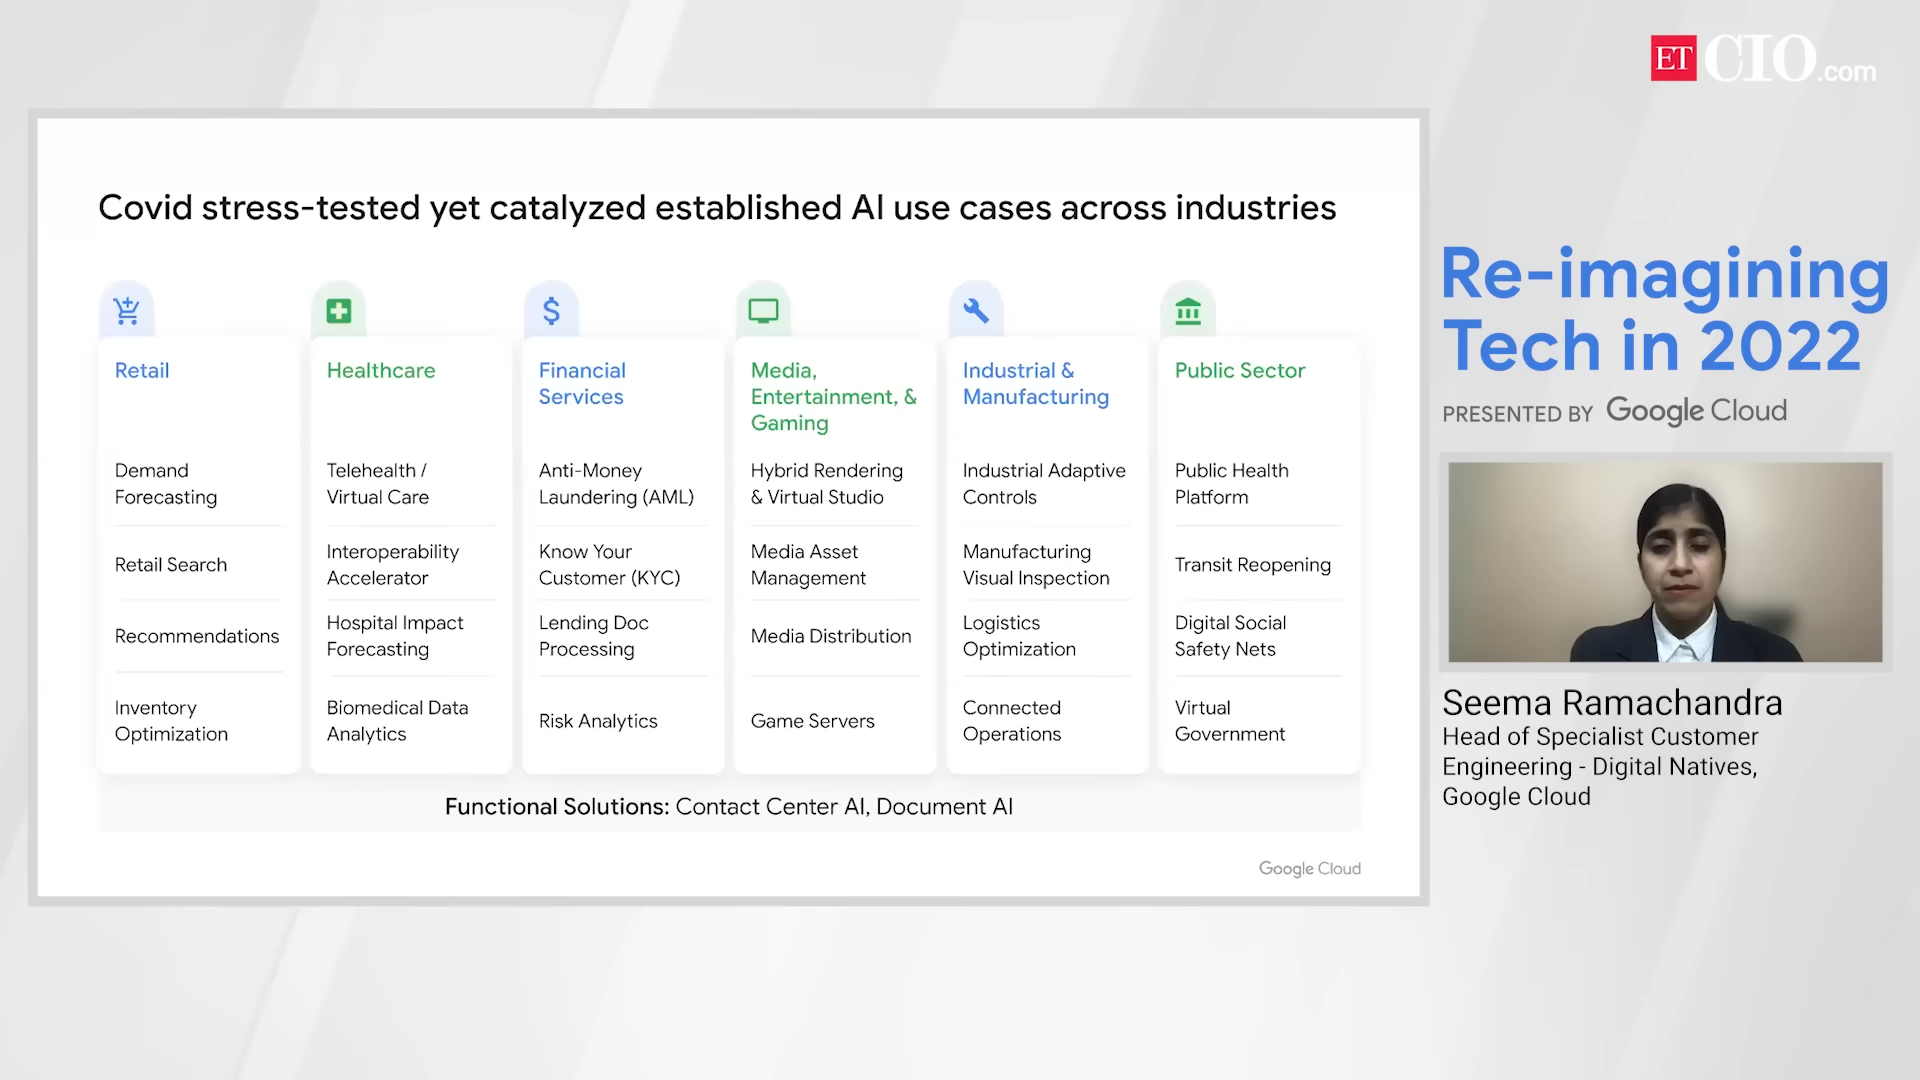 ET CIO.com
Covid stress-tested yet catalyzed established AI use cases across industries
Retail
Demand
Forecasting
Retail Search
Recommendations
Inventory
Optimization
Healthcare
Telehealth /
Virtual Care
Interoperability
Accelerator
Hospital Impact
Forecasting
Biomedical Data
Analytics
$
Financial
Services
Anti-Money
Laundering (AML)
Know Your
Customer (KYC)
Lending Doc
Processing
Risk Analytics
Media,
Entertainment, &
Gaming
Hybrid Rendering
& Virtual Studio
Media Asset
Management
Media Distribution
Game Servers
Industrial &
Manufacturing
Industrial Adaptive
Controls
Manufacturing
Visual Inspection
Logistics
Optimization
Connected
Operations
Public Sector
Public Health
Platform
Transit Reopening
Digital Social
Safety Nets
Virtual
Government
Functional Solutions: Contact Center AI, Document AI
Google Cloud
Re-imagining
Tech in 2022
PRESENTED BY Google Cloud
Seema Ramachandra
Head of Specialist Customer
Engineering - Digital Natives,
Google Cloud